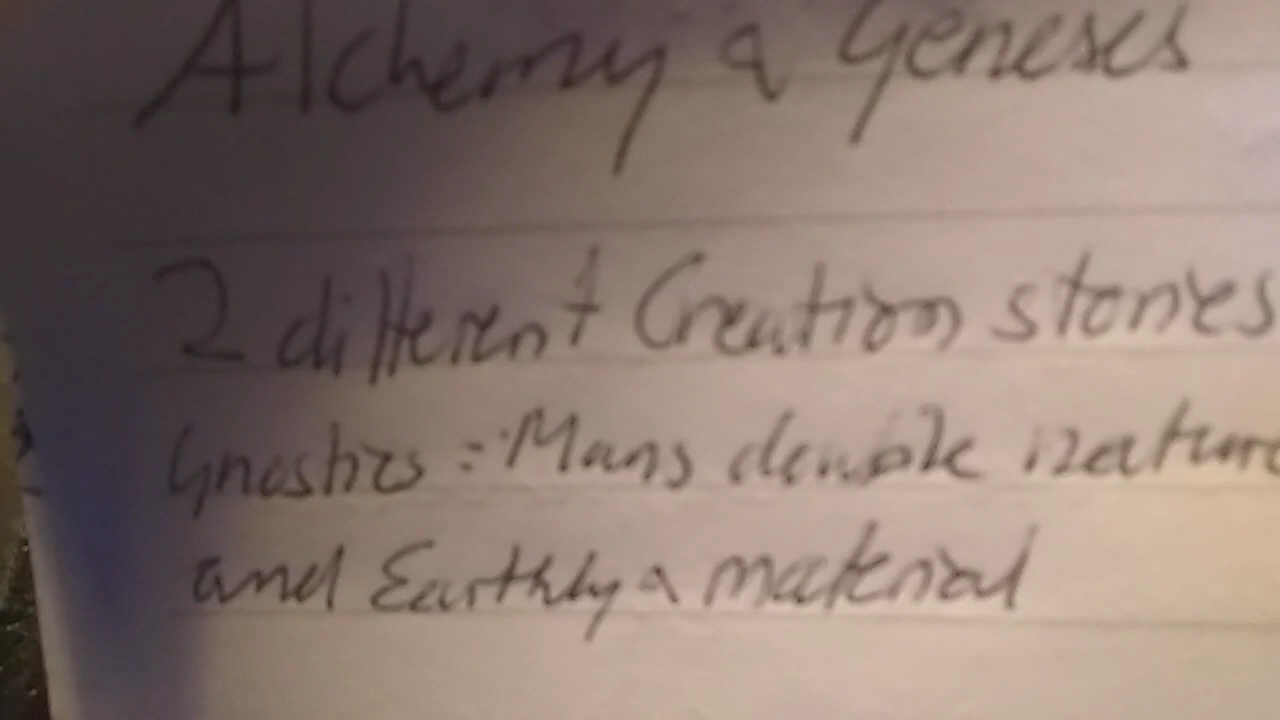 Alchemy & Geneses
2 different Creation stories
Gnostics : Mans double nature
and Earthly & material